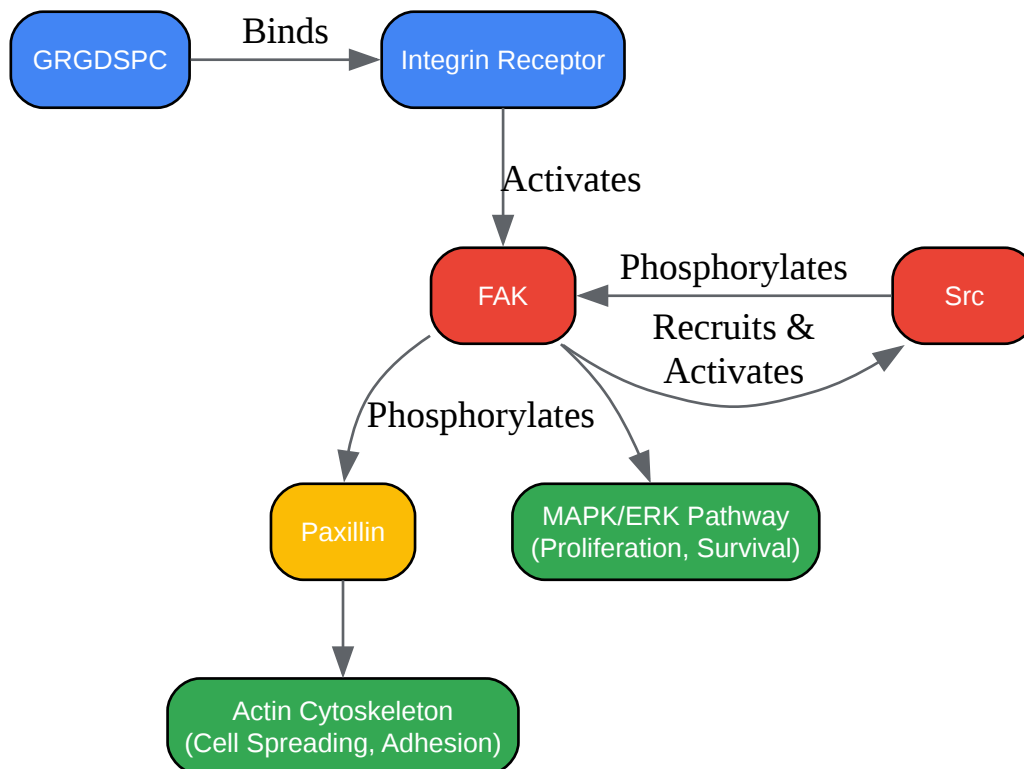 GRGDSPC
Binds
Integrin Receptor
Activates
FAK
Phosphorylates
Src
Recruits &
Activates
Phosphorylates
Paxillin
MAPK/ERK Pathway
(Proliferation, Survival)
Actin Cytoskeleton
(Cell Spreading, Adhesion)